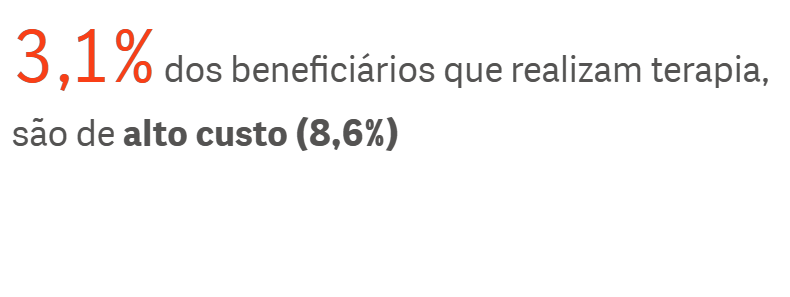 3,1% dos beneficiários que realizam terapia,
são de alto custo (8,6%)